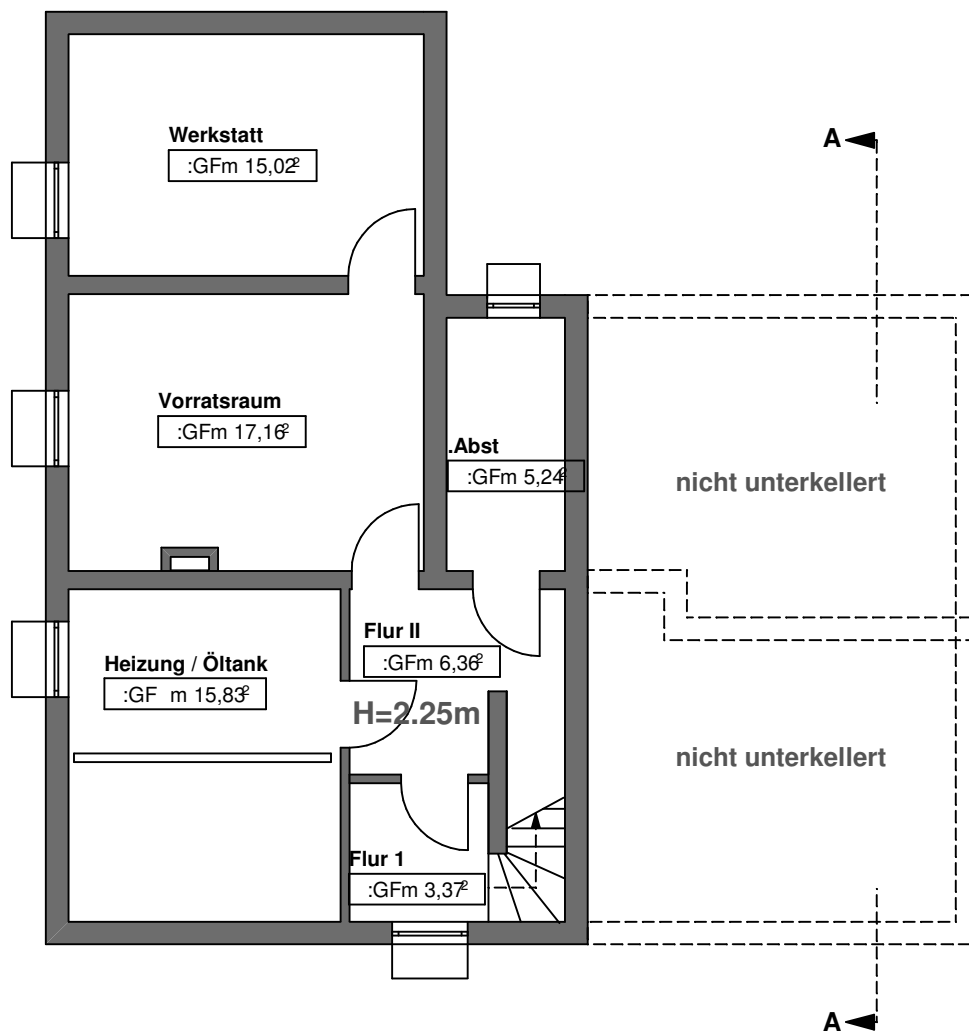 Werkstatt
:GFm 15,02²
A
Vorratsraum
:GFm 17,16²
.Abst
:GFm 5,24²
nicht unterkellert
Flur II
:GFm 6,36²
Heizung / Öltank
:GF m 15,83²
H=2.25m
nicht unterkellert
Flur 1
:GFm 3,37²
A